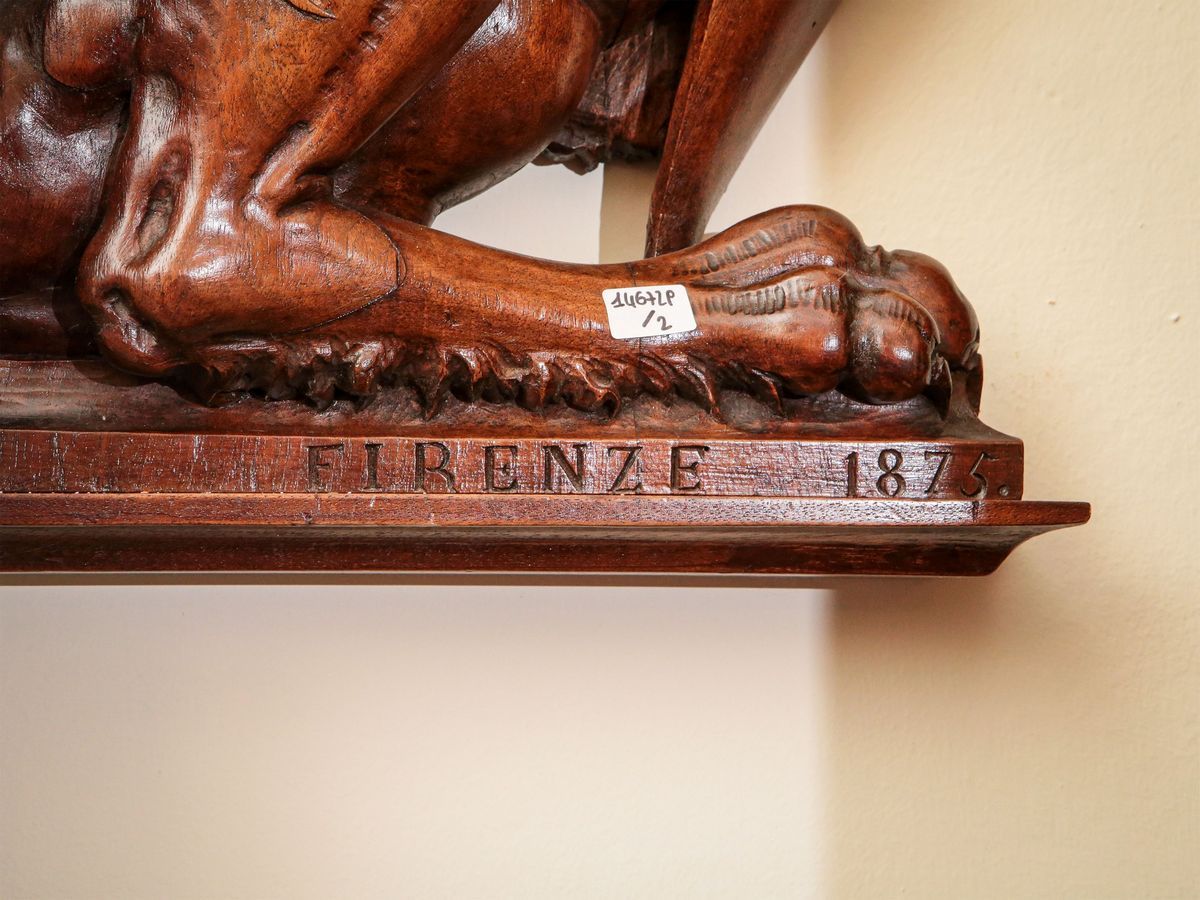 14672P
/2
FIRENZE 1875.